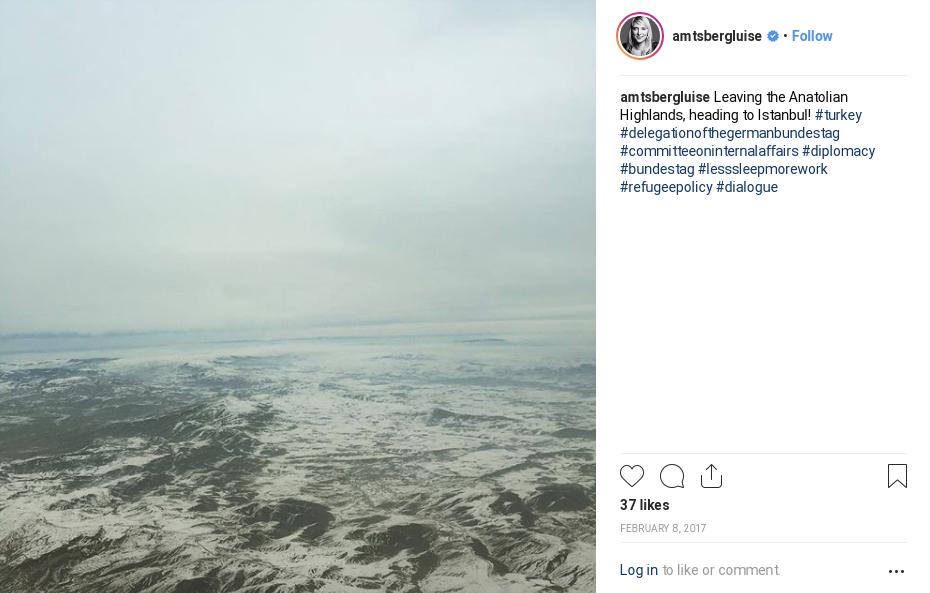 amtsbergluise • Follow
amtsbergluise Leaving the Anatolian
Highlands, heading to Istanbul! #turkey
#delegationofthegermanbundestag
#committeeoninternalaffairs #diplomacy
#bundestag #lesssleepmorework
#refugeepolicy #dialogue
37 likes
FEBRUARY 8, 2017
Log in to like or comment.